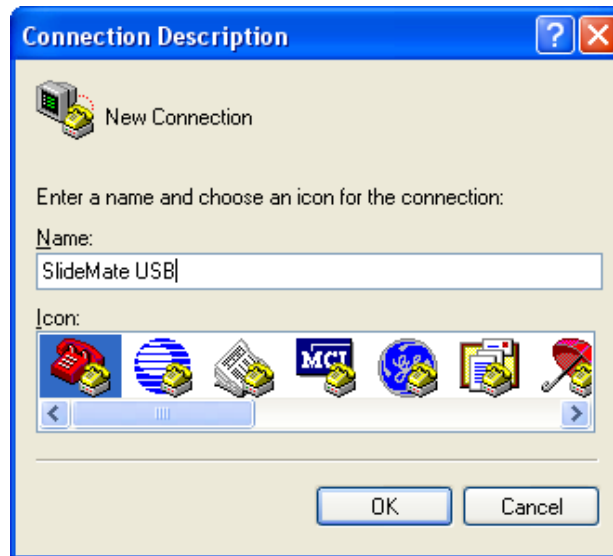 Connection Description
New Connection
Enter a name and choose an icon for the connection:
Name:
SlideMate USB
Icon:
MCI
OK Cancel